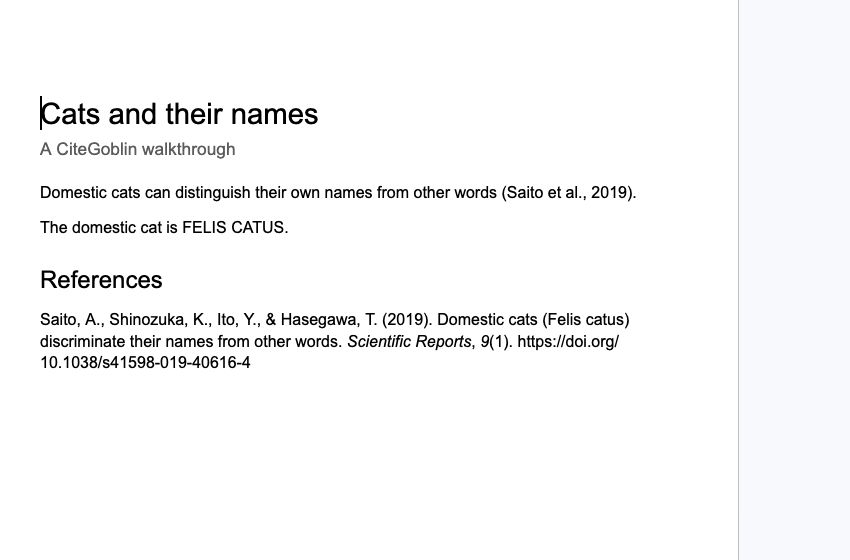 Cats and their names
A CiteGoblin walkthrough
Domestic cats can distinguish their own names from other words (Saito et al., 2019).
The domestic cat is FELIS CATUS.
References
Saito, A., Shinozuka, K., Ito, Y., & Hasegawa, T. (2019). Domestic cats (Felis catus)
discriminate their names from other words. Scientific Reports, 9(1). https://doi.org/
10.1038/s41598-019-40616-4